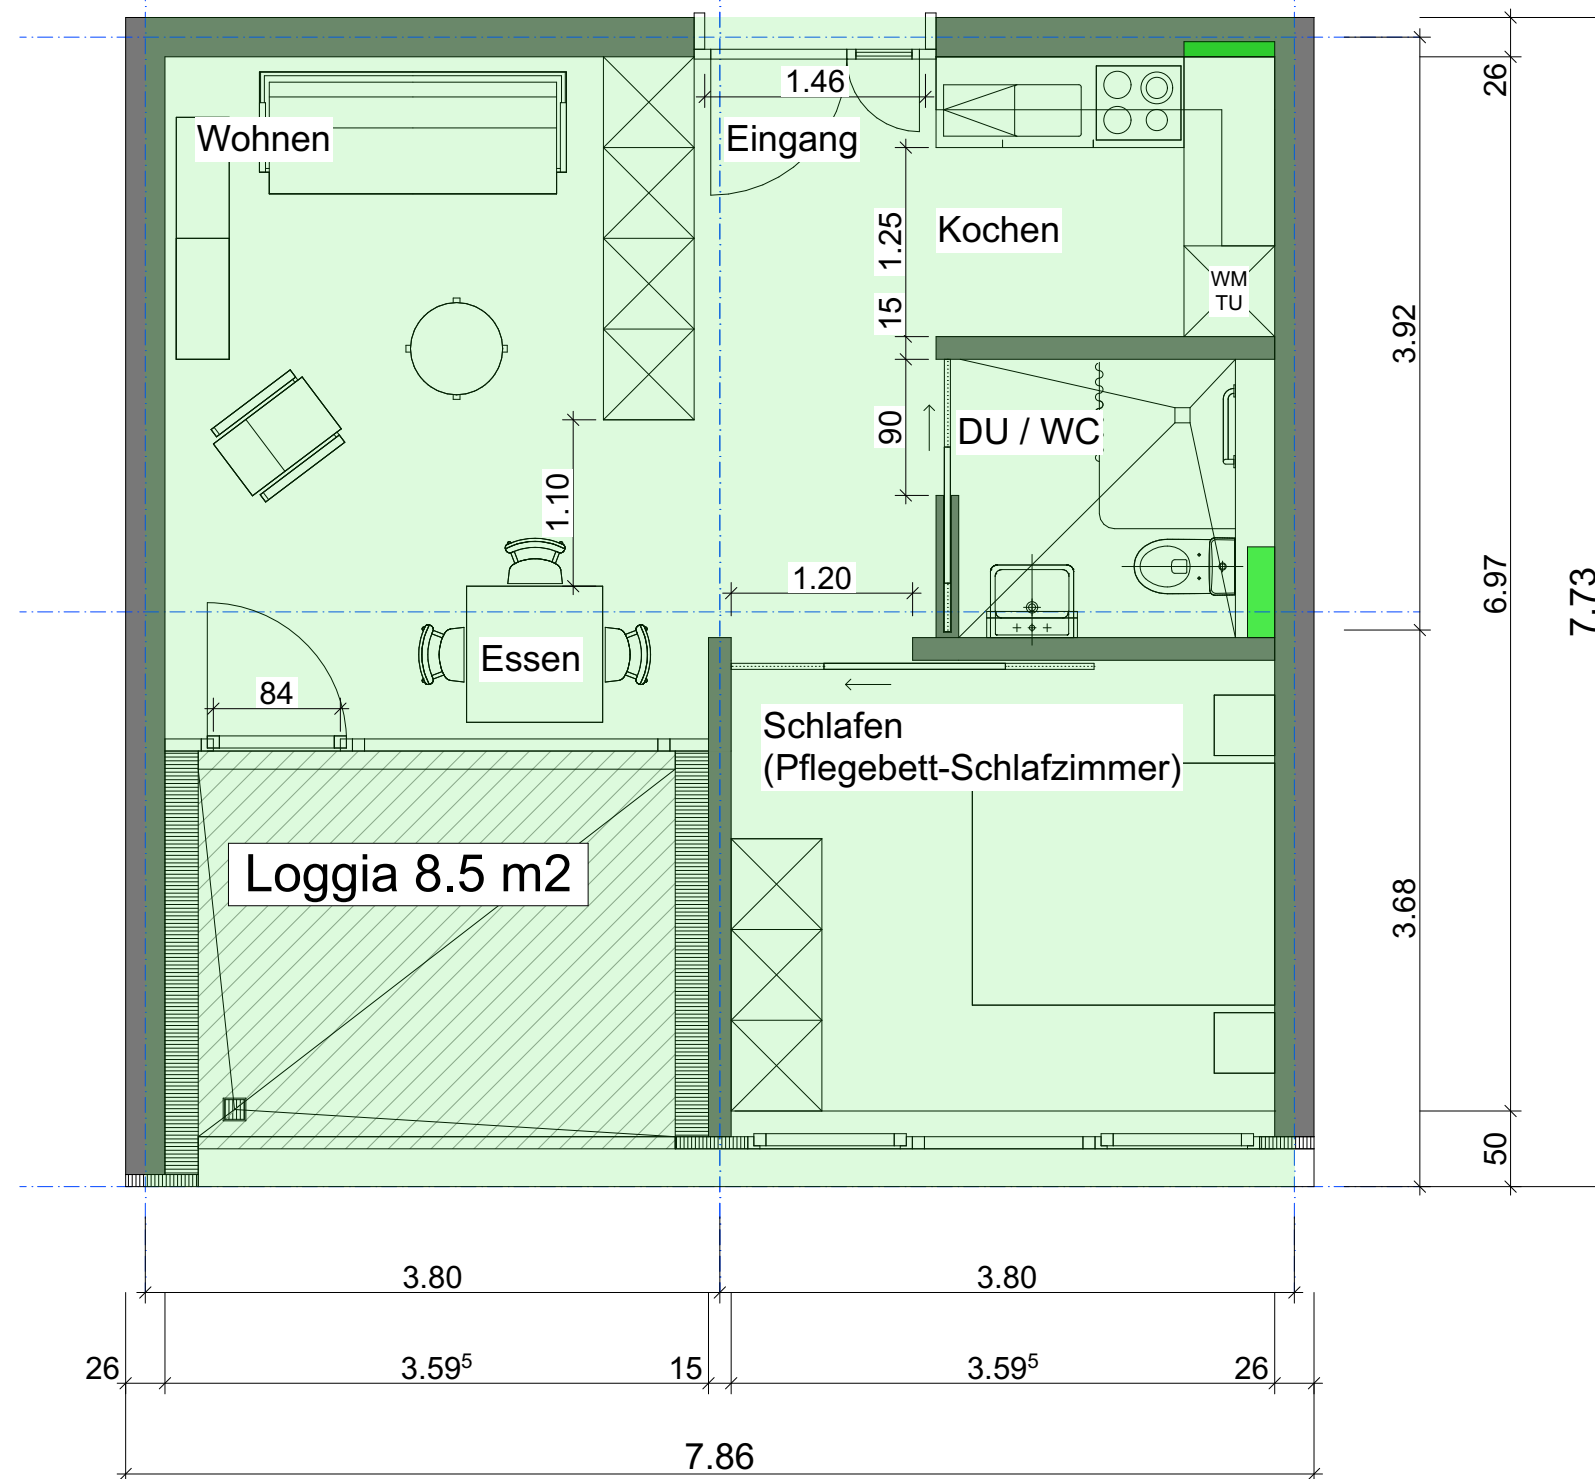 26
1.46
Wohnen
Eingang
Kochen
1.25
WM
TU
15
3.92
90
DU / WC
1.10
1.20
6.97
7.73
Essen
84
Schlafen
(Pflegebett-Schlafzimmer)
Loggia 8.5 m2
3.68
50
3.80
3.80
26
3.59⁵
15
3.59⁵
26
7.86